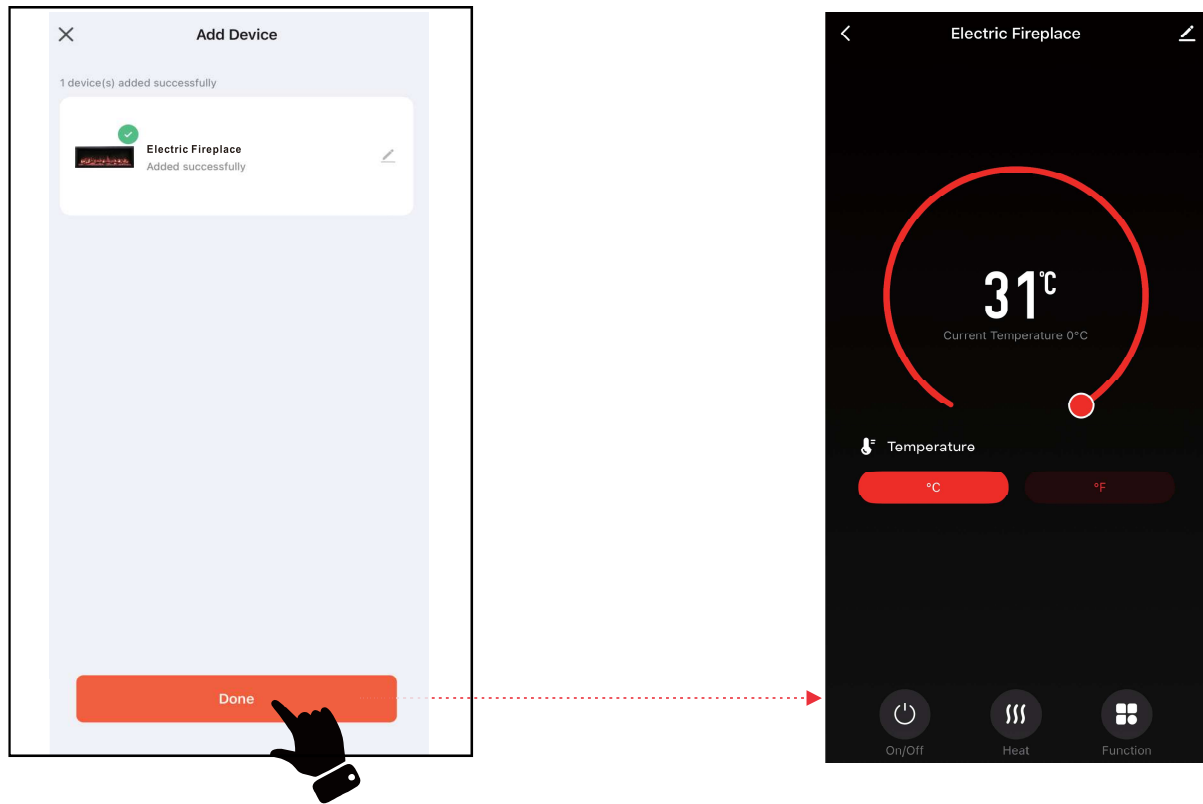 Add Device
1 device(s) added successfully
Electric Fireplace
Added successfully
Done
Electric Fireplace
31°C
Current Temperature 0°C
Temperature
°C
°F
On/Off
Heat
Function